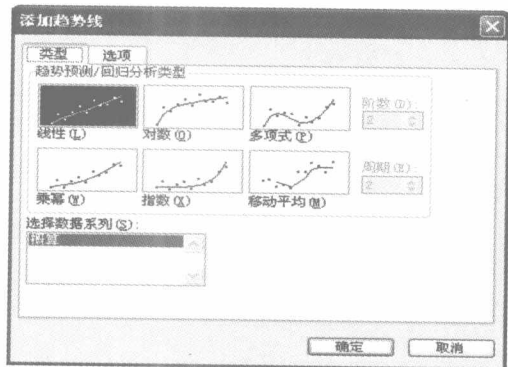 添加趋势线
类型 选项
趋势预测/回归分析类型
线性(L) 对数(O) 多项式(P) 阶数(D):
2
乘幂(W) 指数(X) 移动平均(M) 周期(E):
2
选择数据系列(S):
确定 取消